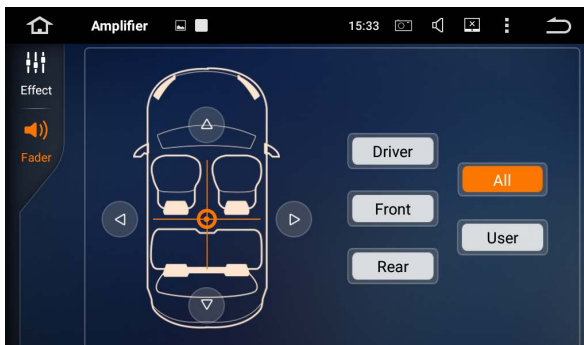 Amplifier
15:33
Effect
Fader
Driver
All
Front
User
Rear